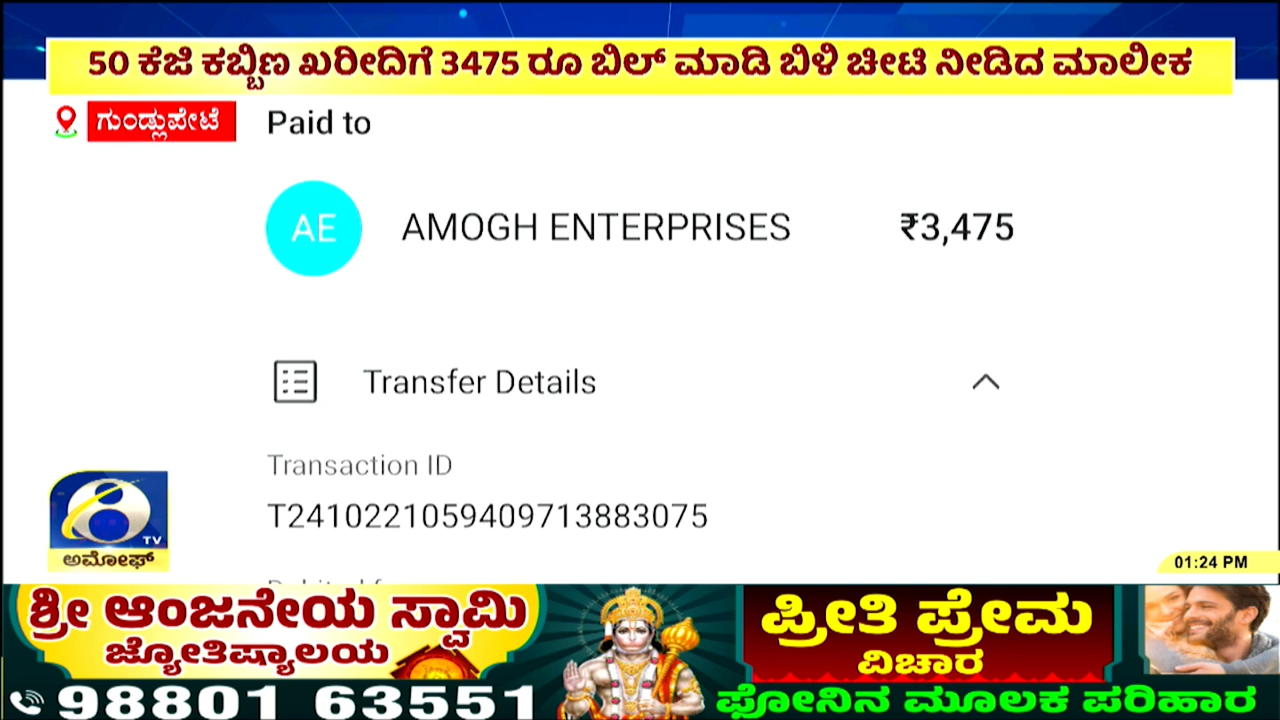 50 ಕೆಜಿ ಕಬ್ಬಿಣ ಖರೀದಿಗೆ 3475 ರೂ ಬಿಲ್ ಮಾಡಿ ಬಿಳಿ ಚೀಟಿ ನೀಡಿದ ಮಾಲೀಕ
ಗುಂಡ್ಲುಪೇಟೆ
Paid to
AE AMOGH ENTERPRISES ₹3,475
Transfer Details
Transaction ID
T2410221059409713883075
8 TV
ಅಮೋಘ್
01:24 PM
ಶ್ರೀ ಆಂಜನೇಯ ಸ್ವಾಮಿ
ಜ್ಯೋತಿಷ್ಯಾಲಯ
98801 63551
ಪ್ರೀತಿ ಪ್ರೇಮ
ವಿಚಾರ
ಫೋನಿನ ಮೂಲಕ ಪರಿಹಾರ